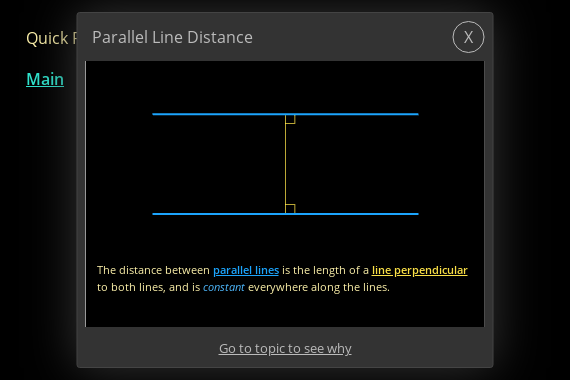 Quick
Parallel Line Distance
X
Main
The distance between parallel lines is the length of a line perpendicular
to both lines, and is constant everywhere along the lines.
Go to topic to see why